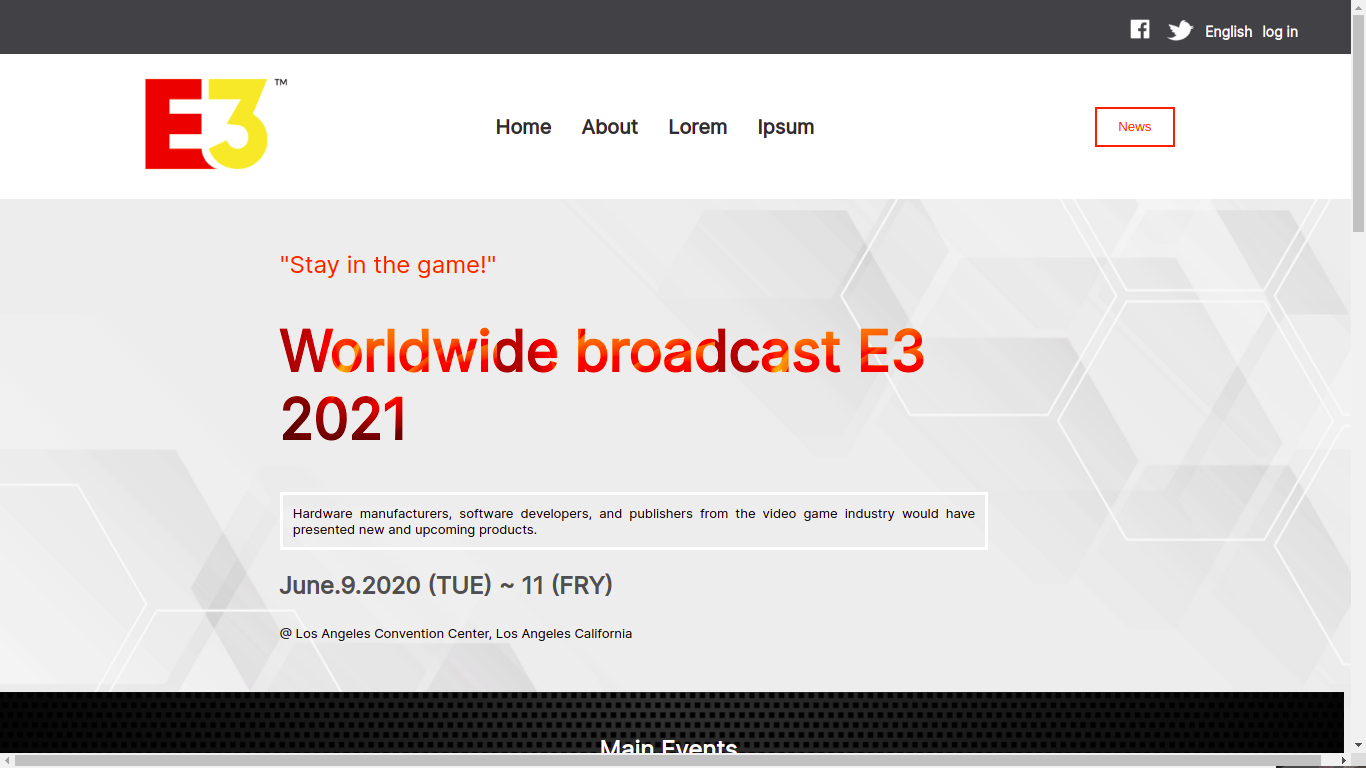 English log in
E3™
Home About Lorem Ipsum
News
"Stay in the game!"
Worldwide broadcast E3
2021
Hardware manufacturers, software developers, and publishers from the video game industry would have
presented new and upcoming products.
June.9.2020 (TUE) ~ 11 (FRY)
@ Los Angeles Convention Center, Los Angeles California
Main Events